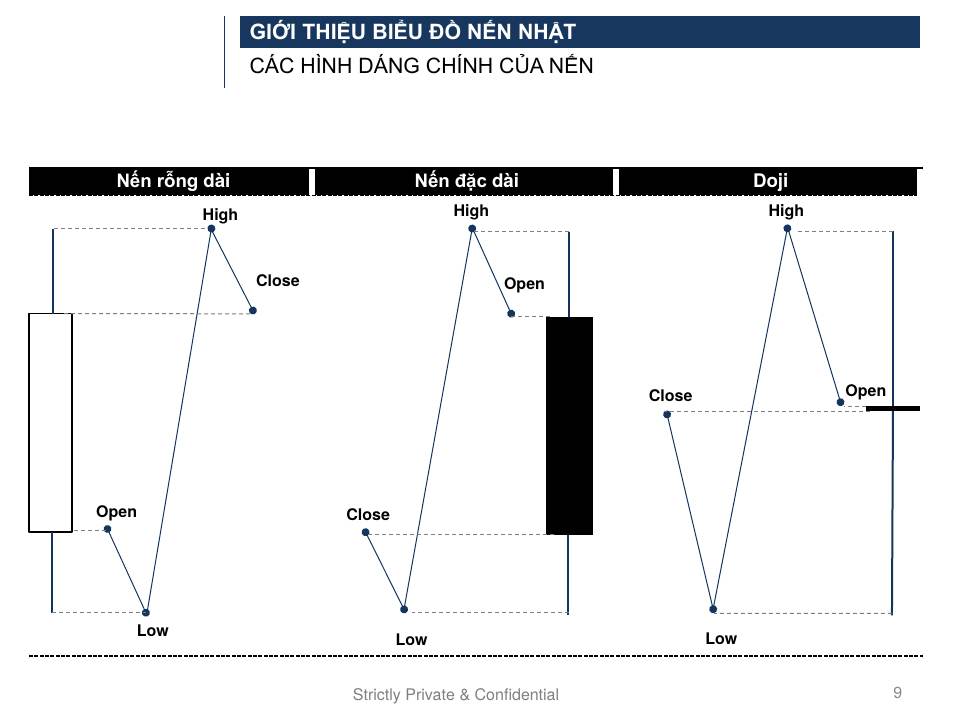 GIỚI THIỆU BIỂU ĐỒ NẾN NHẬT
CÁC HÌNH DÁNG CHÍNH CỦA NẾN
Nến rỗng dài
Nến đặc dài
Doji
High
Close
Open
Low
High
Open
Close
Low
High
Close
Open
Low
Strictly Private & Confidential
9